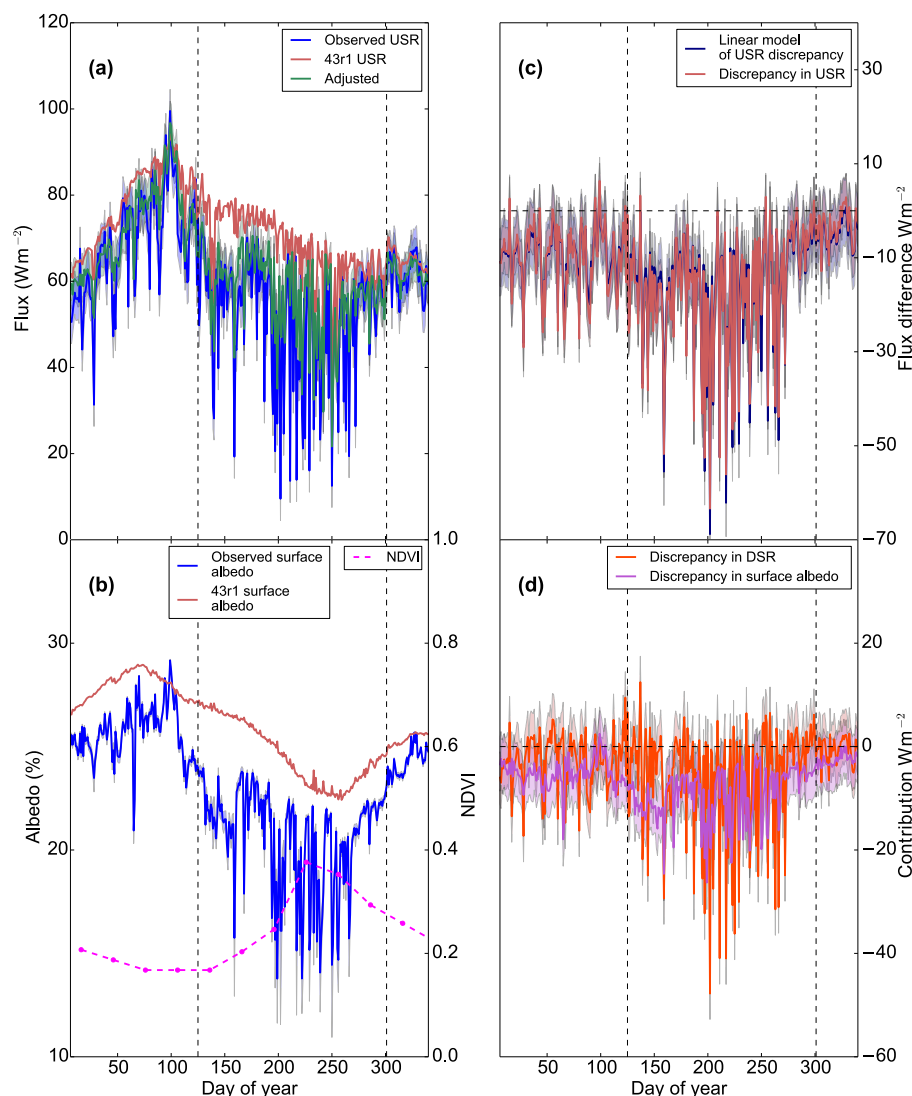 120
100
80
60
40
20
0
Flux (Wm⁻²)
(a)
Observed USR
43r1 USR
Adjusted
30
10
−10
−30
−50
−70
Flux difference Wm⁻²
(c)
Linear model
of USR discrepancy
Discrepancy in USR
30
20
10
Albedo (%)
(b)
Observed surface
albedo
43r1 surface
albedo
NDVI
1.0
0.8
0.6
0.4
0.2
0.0
NDVI
50
100
150
200
250
300
Day of year
(d)
Discrepancy in DSR
Discrepancy in surface albedo
20
0
−20
−40
−60
Contribution Wm⁻²
50
100
150
200
250
300
Day of year